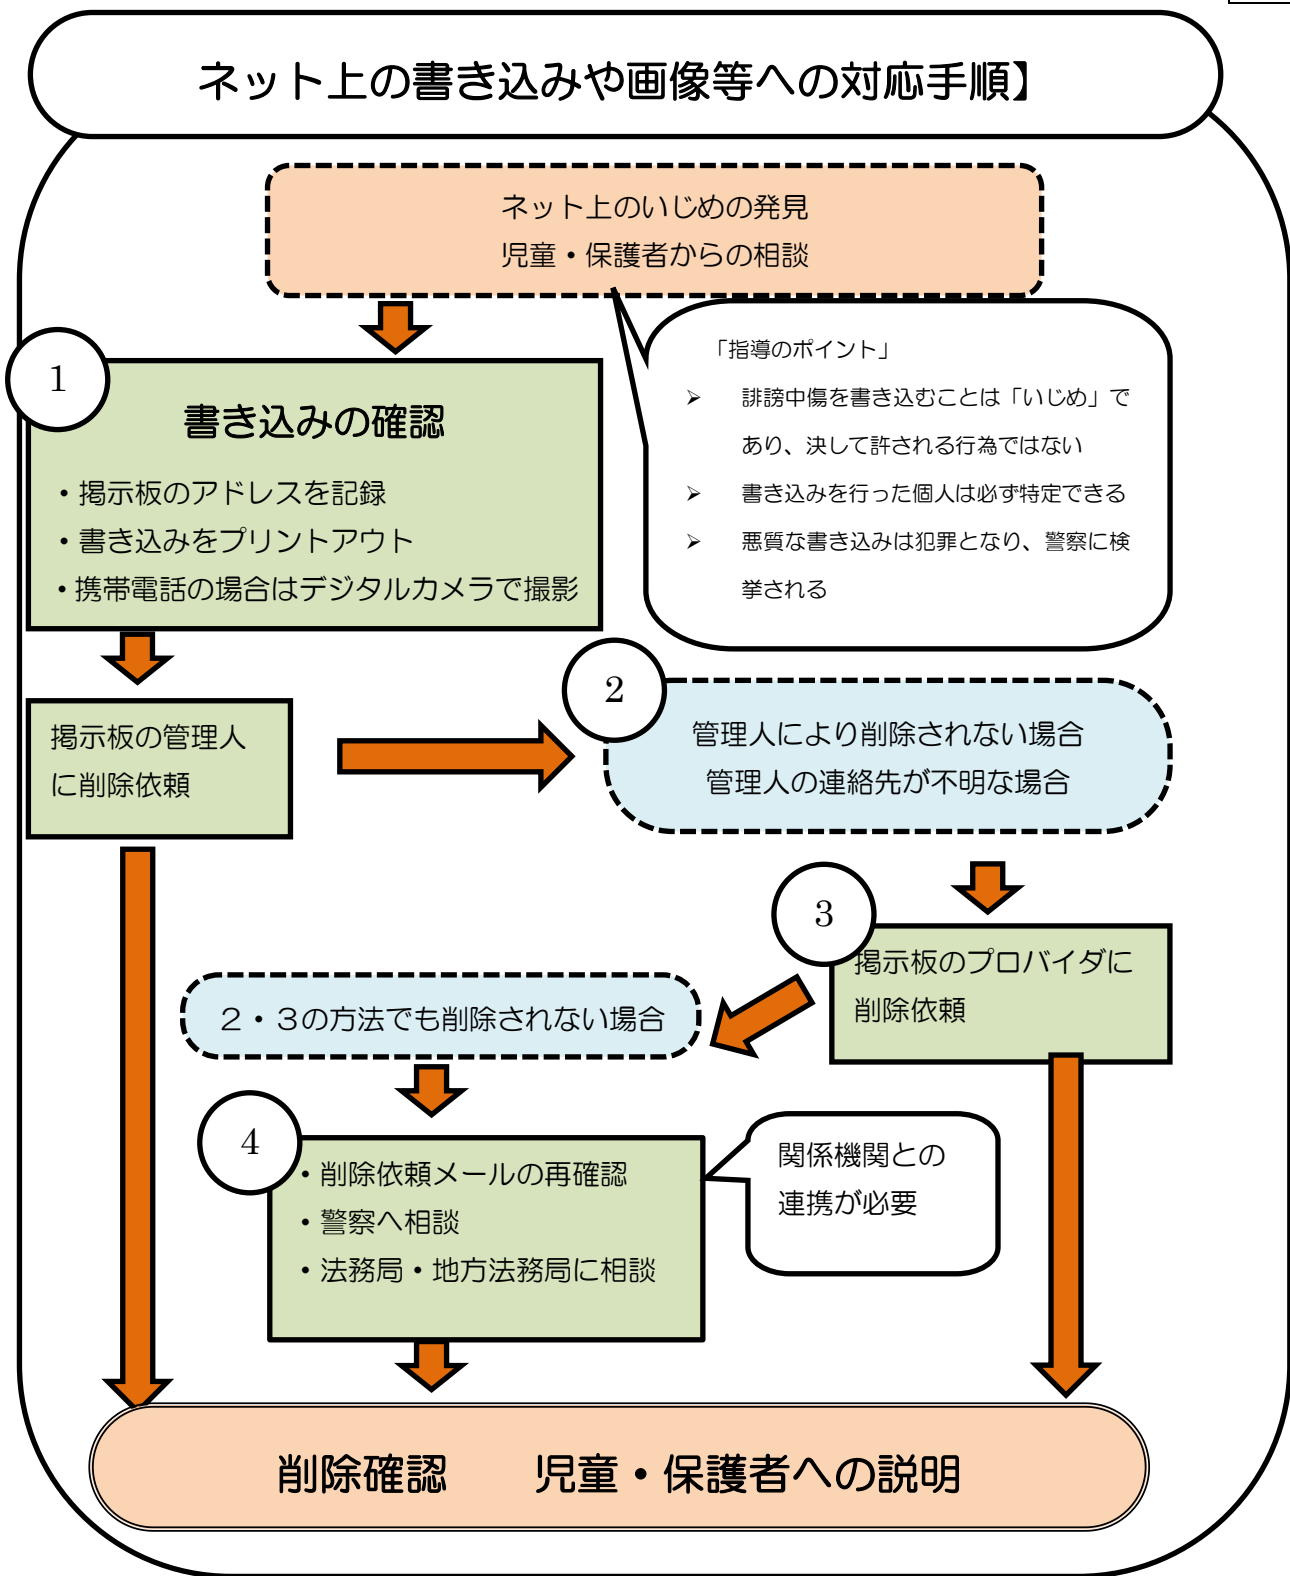 ネット上の書き込みや画像等への対応手順】
ネット上のいじめの発見
児童・保護者からの相談
「指導のポイント」
➢ 誹謗中傷を書き込むことは「いじめ」で
あり、決して許される行為ではない
➢ 書き込みを行った個人は必ず特定できる
➢ 悪質な書き込みは犯罪となり、警察に検
挙される
1
書き込みの確認
・掲示板のアドレスを記録
・書き込みをプリントアウト
・携帯電話の場合はデジタルカメラで撮影
掲示板の管理人
に削除依頼
2
管理人により削除されない場合
管理人の連絡先が不明な場合
3
掲示板のプロバイダに
削除依頼
２・３の方法でも削除されない場合
4
・削除依頼メールの再確認
・警察へ相談
・法務局・地方法務局に相談
関係機関との
連携が必要
削除確認　　児童・保護者への説明